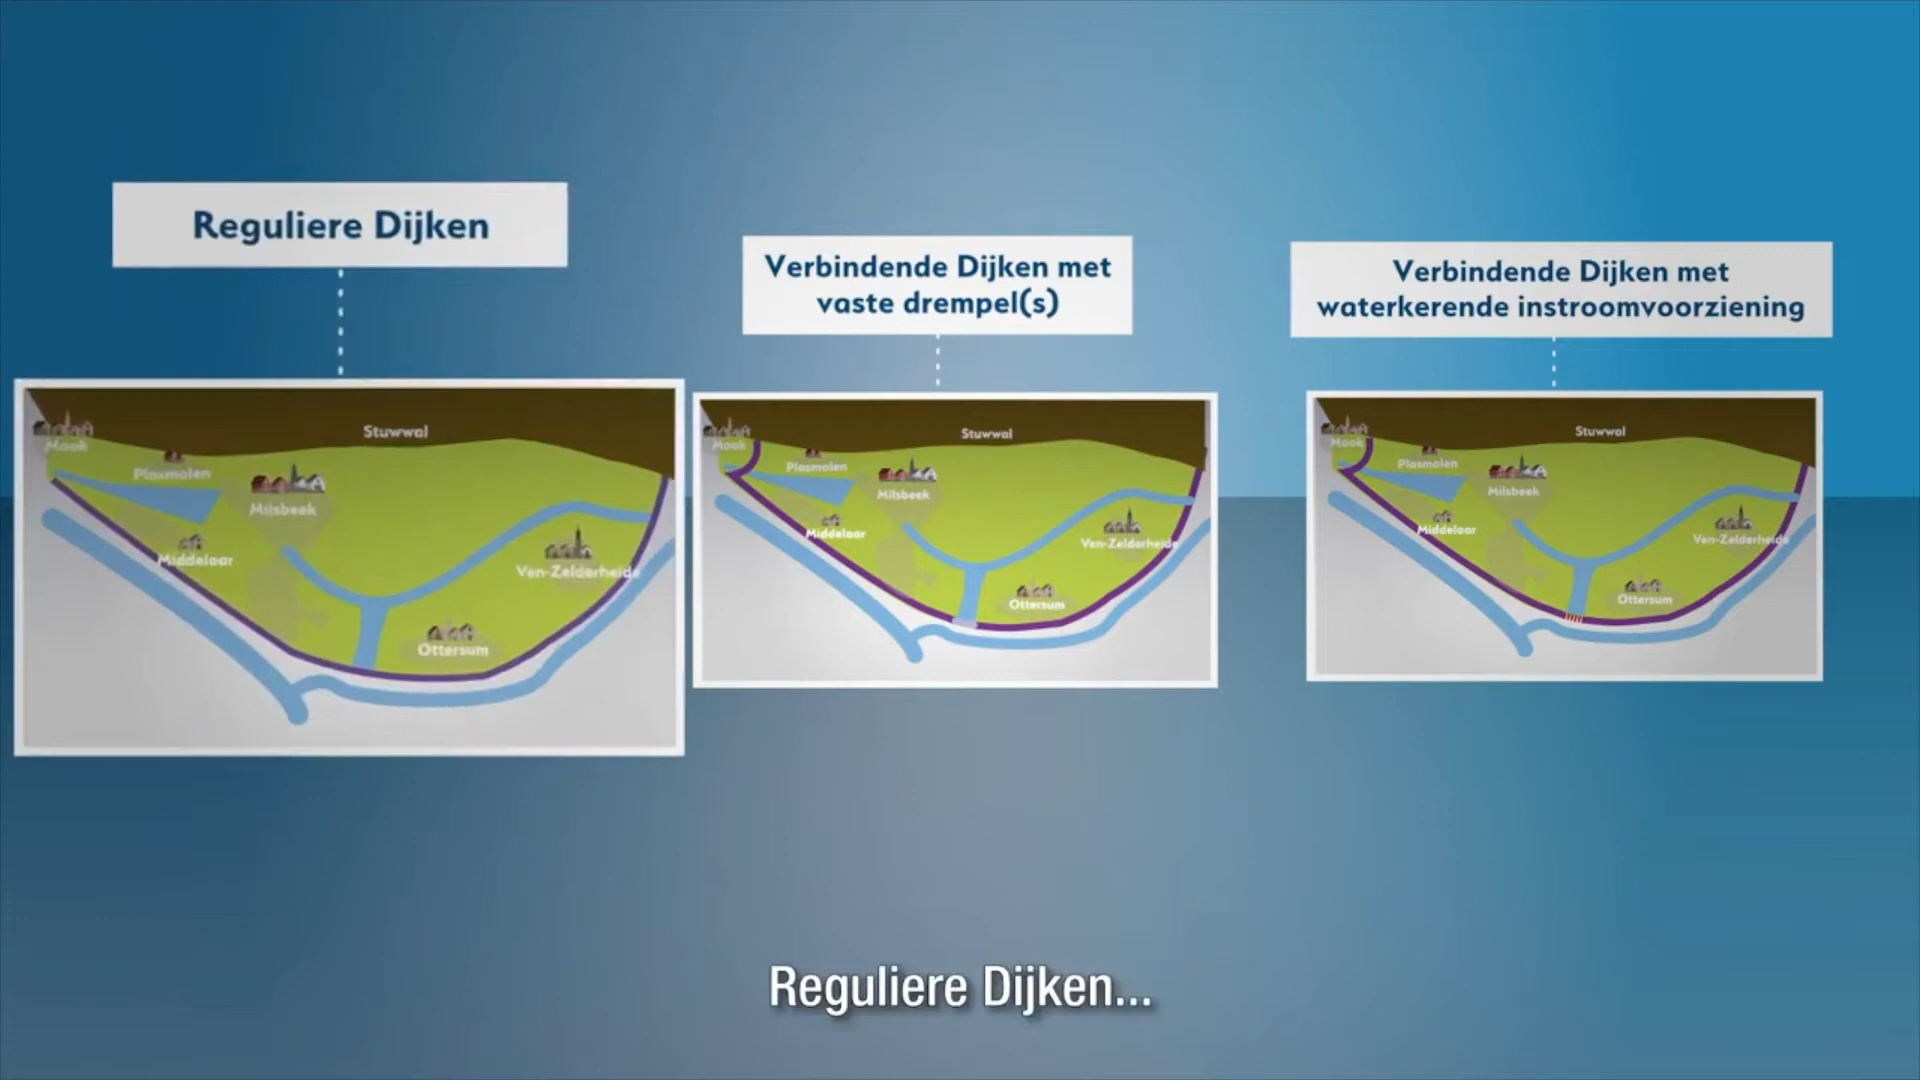 Reguliere Dijken
Verbindende Dijken met
vaste drempel(s)
Verbindende Dijken met
waterkerende instroomvoorziening
Stuwwal
Mook
Plasmolen
Milsbeek
Middelaar
Ven-Zelderheide
Ottersum
Stuwwal
Mook
Plasmolen
Milsbeek
Middelaar
Ven-Zelderheide
Ottersum
Stuwwal
Mook
Plasmolen
Milsbeek
Middelaar
Ven-Zelderheide
Ottersum
Reguliere Dijken...